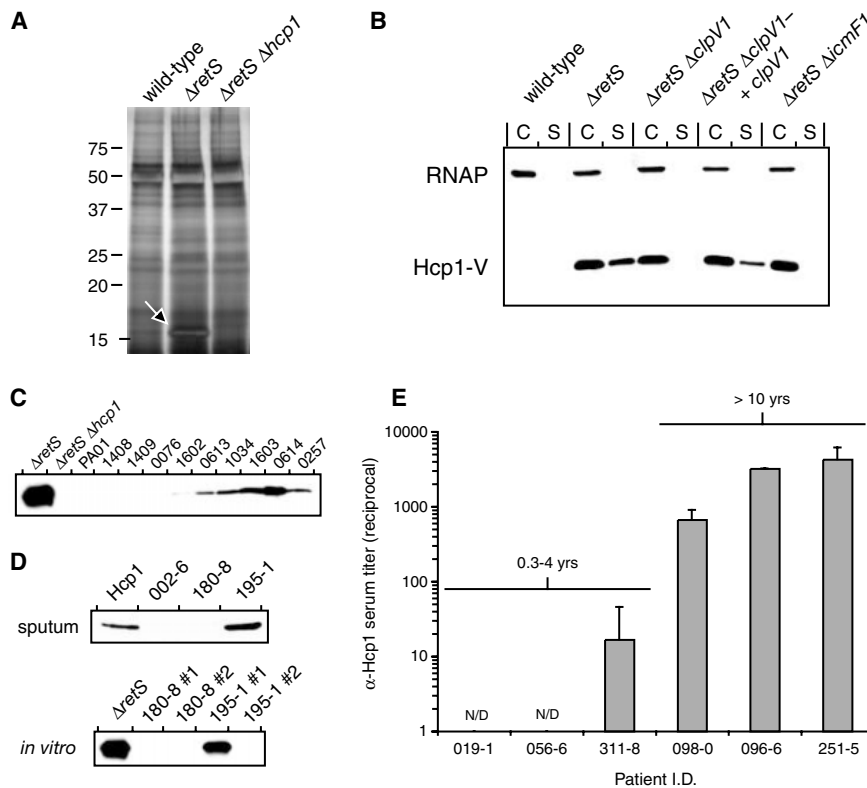 A
wild-type
ΔretS
ΔretS Δhcp1
75
50
37
25
20
15
B
wild-type
ΔretS
ΔretS ΔclpV1
ΔretS ΔclpV1–
+ clpV1
ΔretS ΔicmF1
C S C S C S C S C S
RNAP
Hcp1-V
C
ΔretS
ΔretS Δhcp1
PA01
1408
1409
0076
1602
0613
1034
1603
0614
0257
D
Hcp1
002-6
180-8
195-1
sputum
ΔretS
180-8 #1
180-8 #2
195-1 #1
195-1 #2
in vitro
E
> 10 yrs
0.3-4 yrs
α-Hcp1 serum titer (reciprocal)
10000
1000
100
10
1
N/D
N/D
019-1 056-6 311-8 098-0 096-6 251-5
Patient I.D.